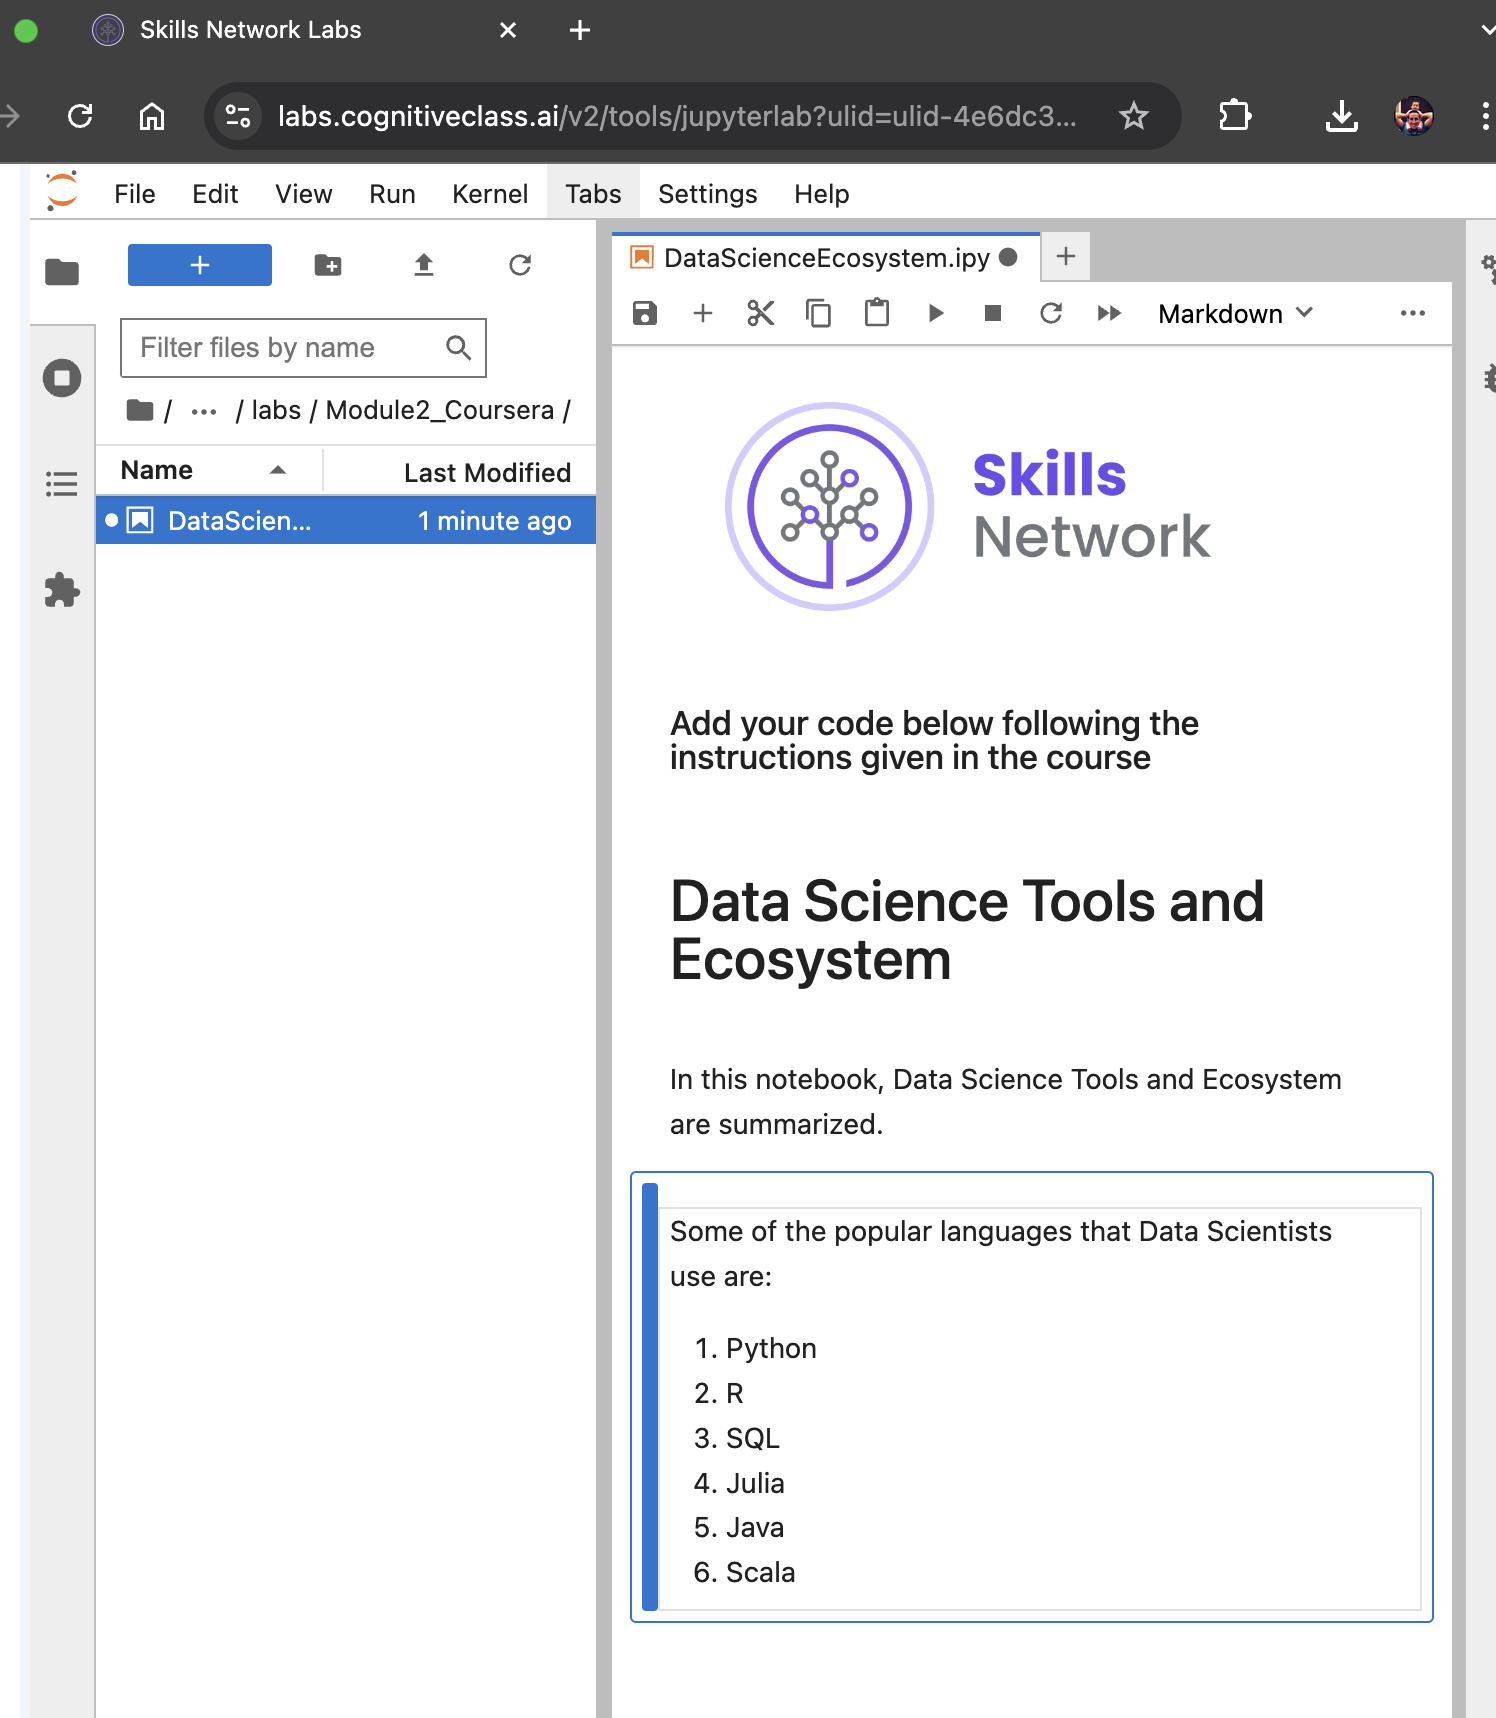 Skills Network Labs
labs.cognitiveclass.ai/v2/tools/jupyterlab?ulid=ulid-4e6dc3...
File Edit View Run Kernel Tabs Settings Help
DataScienceEcosystem.ipy
Markdown
Filter files by name
/ ... / labs / Module2_Coursera /
Name Last Modified
DataScien... 1 minute ago
Skills
Network
Add your code below following the
instructions given in the course
Data Science Tools and
Ecosystem
In this notebook, Data Science Tools and Ecosystem
are summarized.
Some of the popular languages that Data Scientists
use are:
1. Python
2. R
3. SQL
4. Julia
5. Java
6. Scala